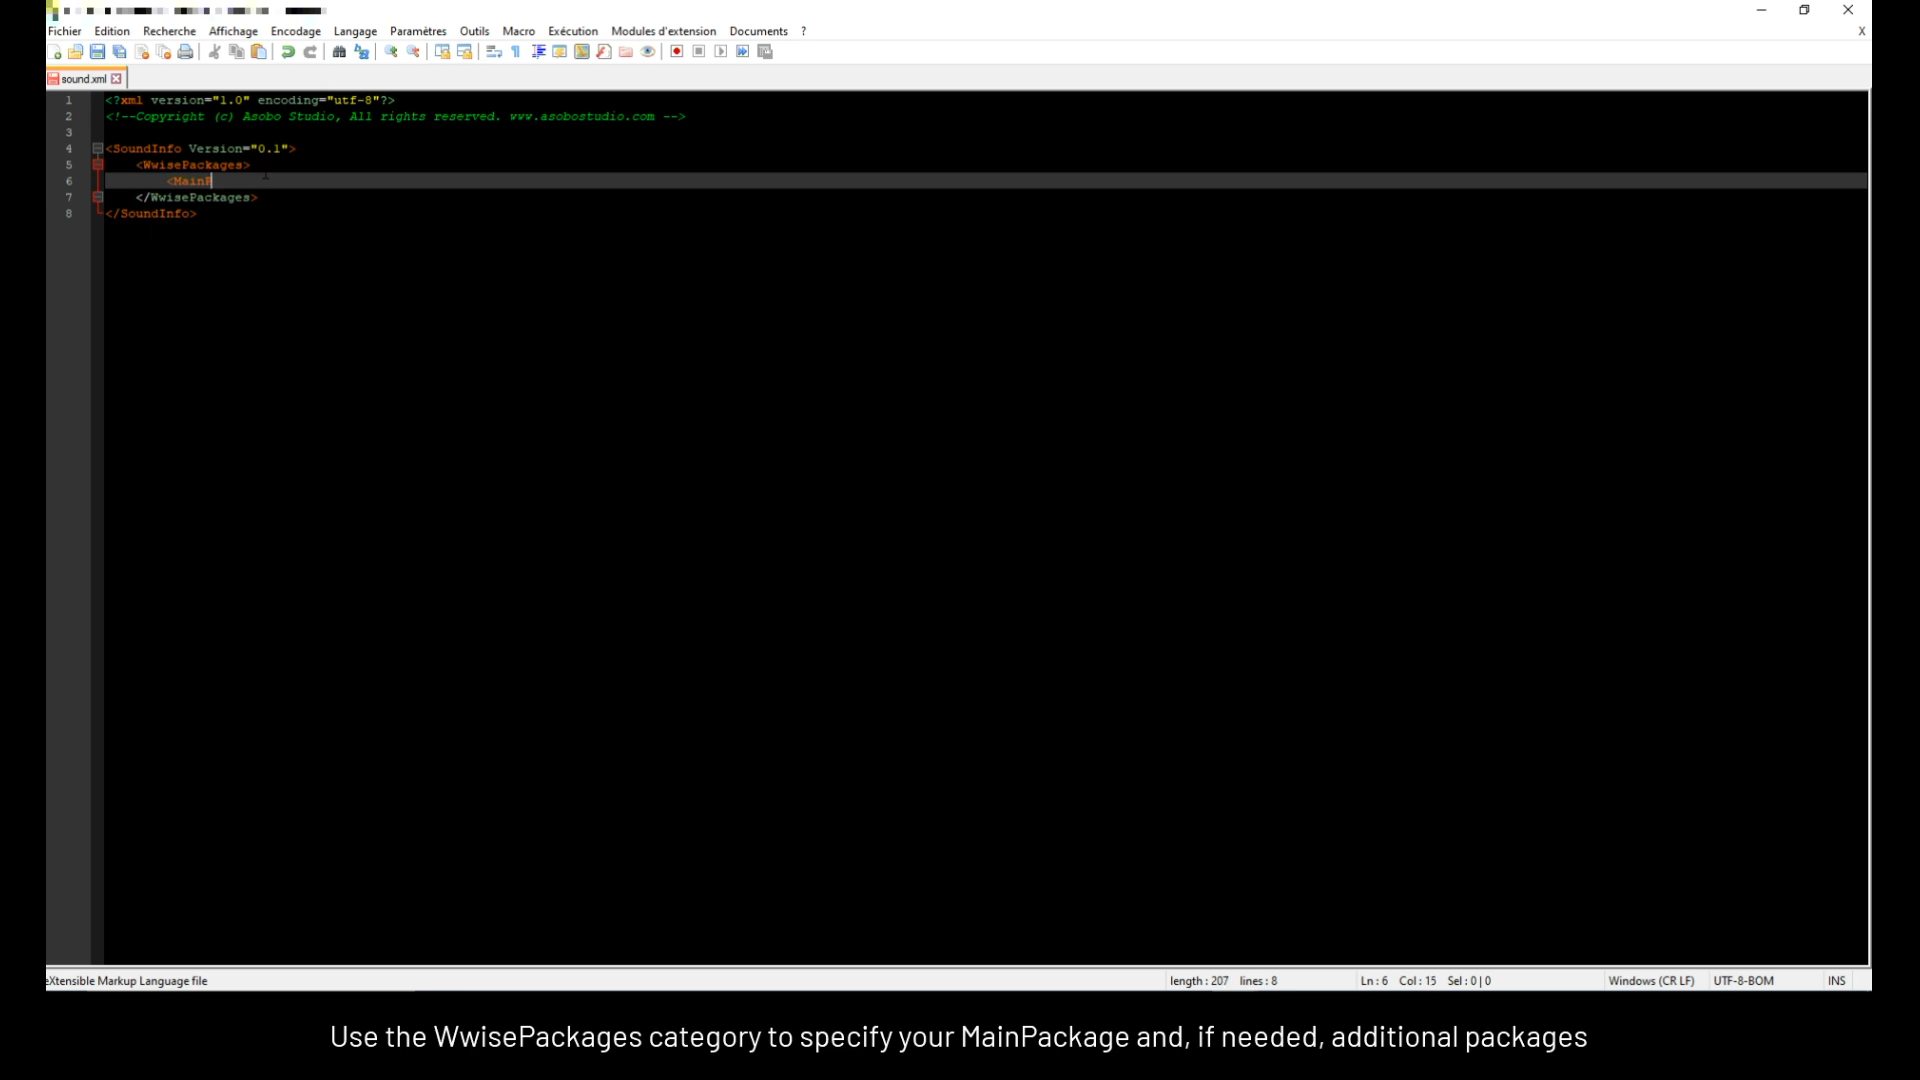 Fichier Edition Recherche Affichage Encodage Langage Paramètres Outils Macro Exécution Modules d'extension Documents ? X
sound.xml
1 <?xml version="1.0" encoding="utf-8"?>
2 <!--Copyright (c) Asobo Studio, All rights reserved. www.asobostudio.com -->
3
4 <SoundInfo Version="0.1">
5 <WwisePackages>
6 <MainP
7 </WwisePackages>
8 </SoundInfo>
eXtensible Markup Language file length : 207 lines : 8 Ln : 6 Col : 15 Sel : 0 | 0 Windows (CR LF) UTF-8-BOM INS
Use the WwisePackages category to specify your MainPackage and, if needed, additional packages